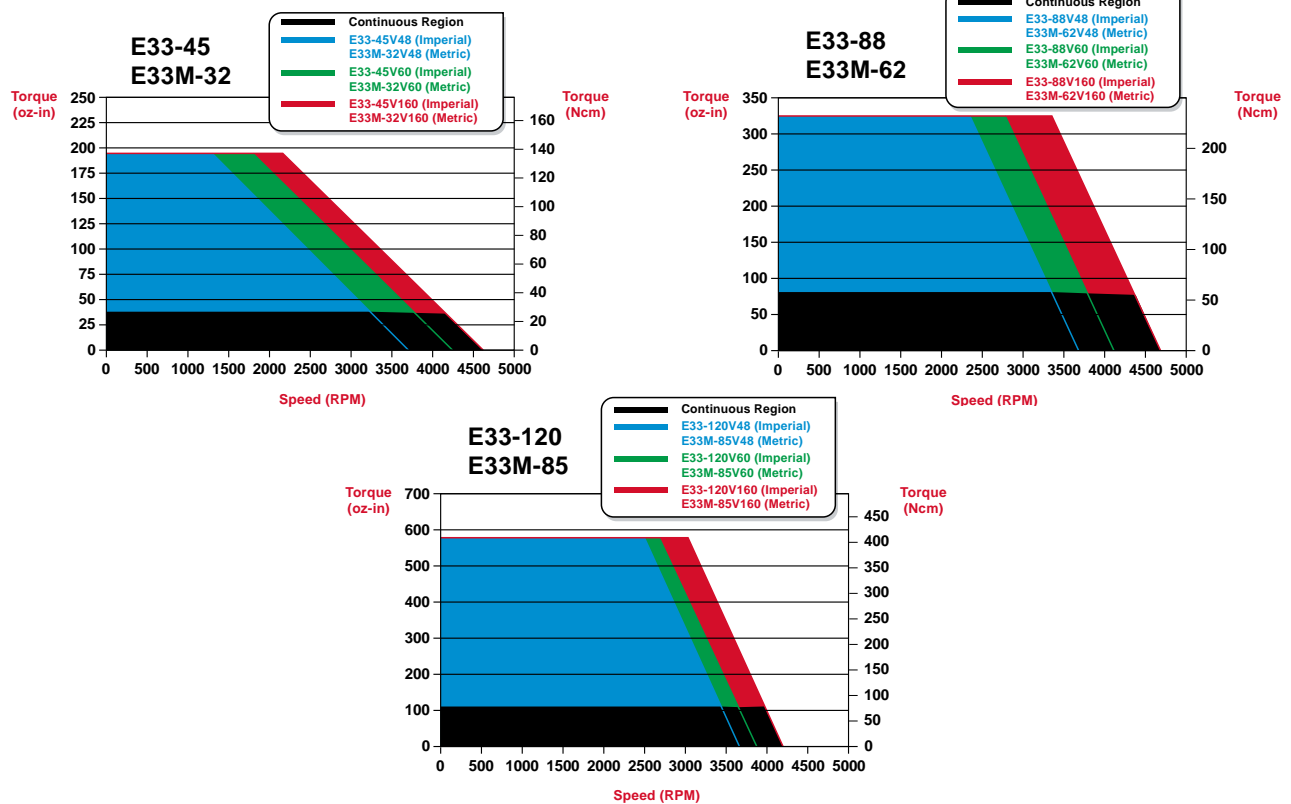 E33-45
E33M-32
Continuous Region
E33-45V48 (Imperial)
E33M-32V48 (Metric)
E33-45V60 (Imperial)
E33M-32V60 (Metric)
E33-45V160 (Imperial)
E33M-32V160 (Metric)
Torque
(oz-in)
250
225
200
175
150
125
100
75
50
25
0
Torque
(Ncm)
160
140
120
100
80
60
40
20
0
0 500 1000 1500 2000 2500 3000 3500 4000 4500 5000
Speed (RPM)
E33-88
E33M-62
Continuous Region
E33-88V48 (Imperial)
E33M-62V48 (Metric)
E33-88V60 (Imperial)
E33M-62V60 (Metric)
E33-88V160 (Imperial)
E33M-62V160 (Metric)
Torque
(oz-in)
350
300
250
200
150
100
50
0
Torque
(Ncm)
200
150
100
50
0
0 500 1000 1500 2000 2500 3000 3500 4000 4500 5000
Speed (RPM)
E33-120
E33M-85
Continuous Region
E33-120V48 (Imperial)
E33M-85V48 (Metric)
E33-120V60 (Imperial)
E33M-85V60 (Metric)
E33-120V160 (Imperial)
E33M-85V160 (Metric)
Torque
(oz-in)
700
600
500
400
300
200
100
0
Torque
(Ncm)
450
400
350
300
250
200
150
100
50
0
0 500 1000 1500 2000 2500 3000 3500 4000 4500 5000
Speed (RPM)